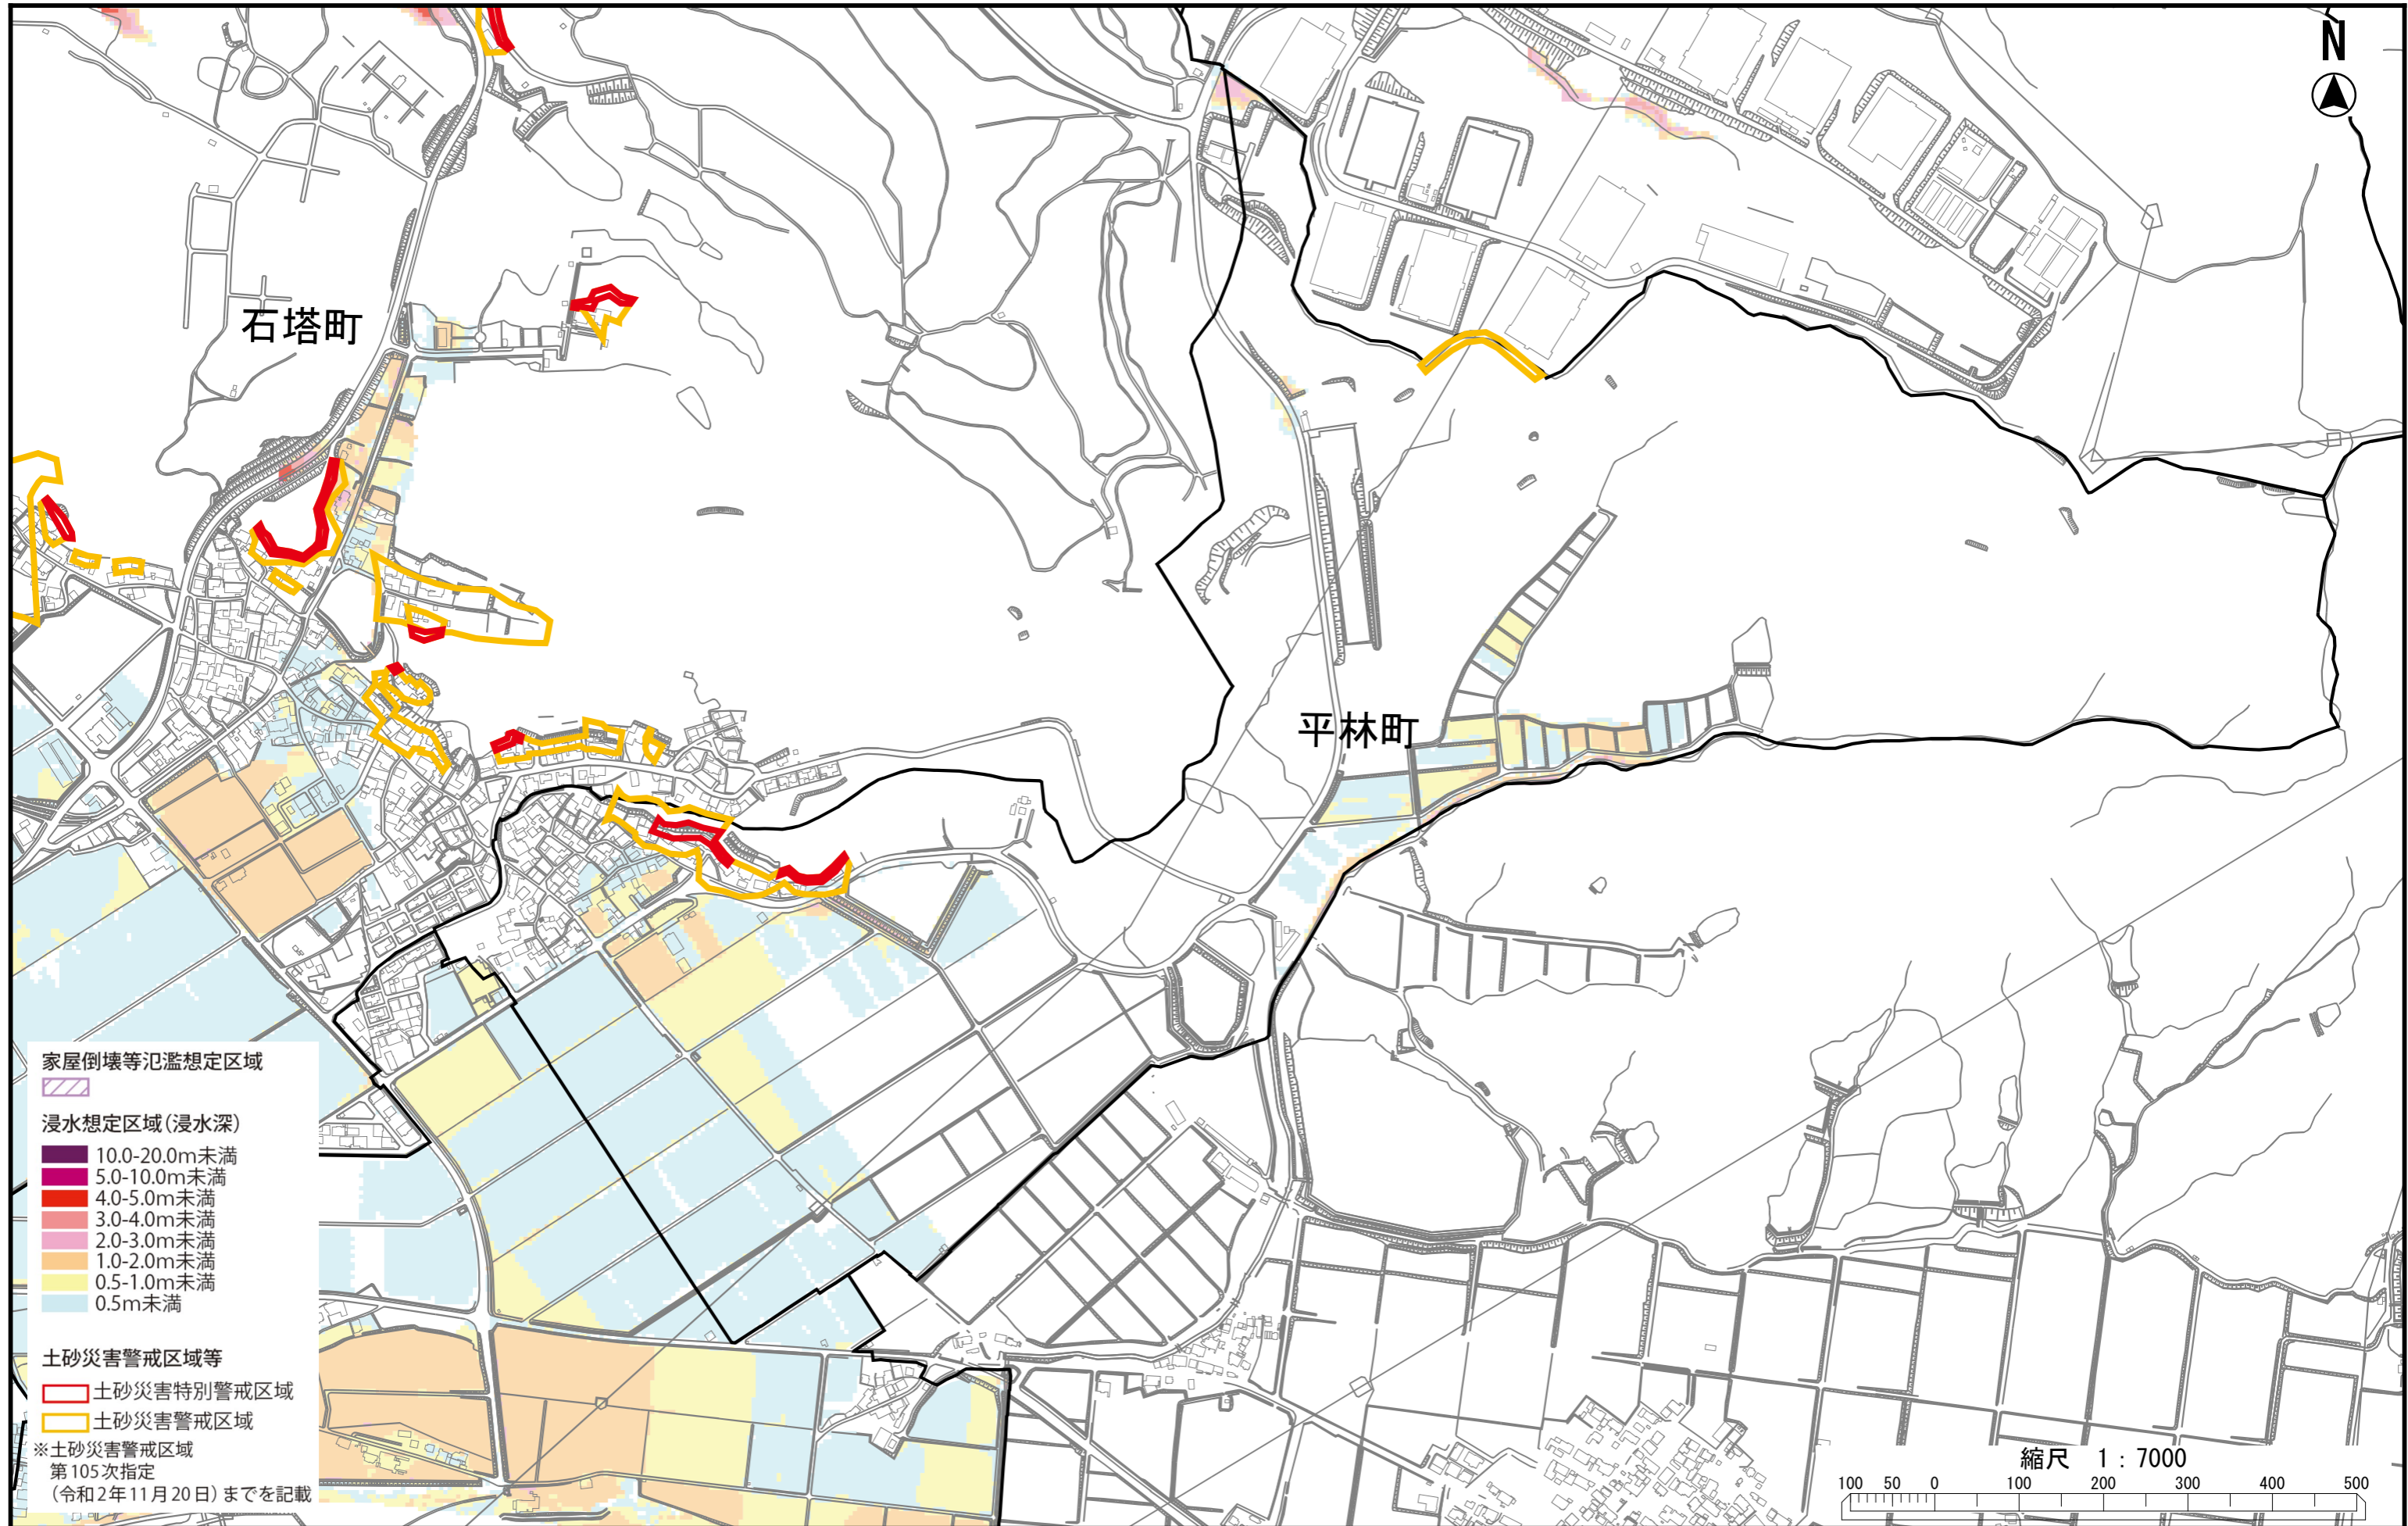 N
石塔町
平林町
家屋倒壊等氾濫想定区域
浸水想定区域(浸水深)
10.0-20.0m未満
5.0-10.0m未満
4.0-5.0m未満
3.0-4.0m未満
2.0-3.0m未満
1.0-2.0m未満
0.5-1.0m未満
0.5m未満
土砂災害警戒区域等
土砂災害特別警戒区域
土砂災害警戒区域
※土砂災害警戒区域
第105次指定
(令和2年11月20日)までを記載
縮尺 1:7000
100 50 0 100 200 300 400 500